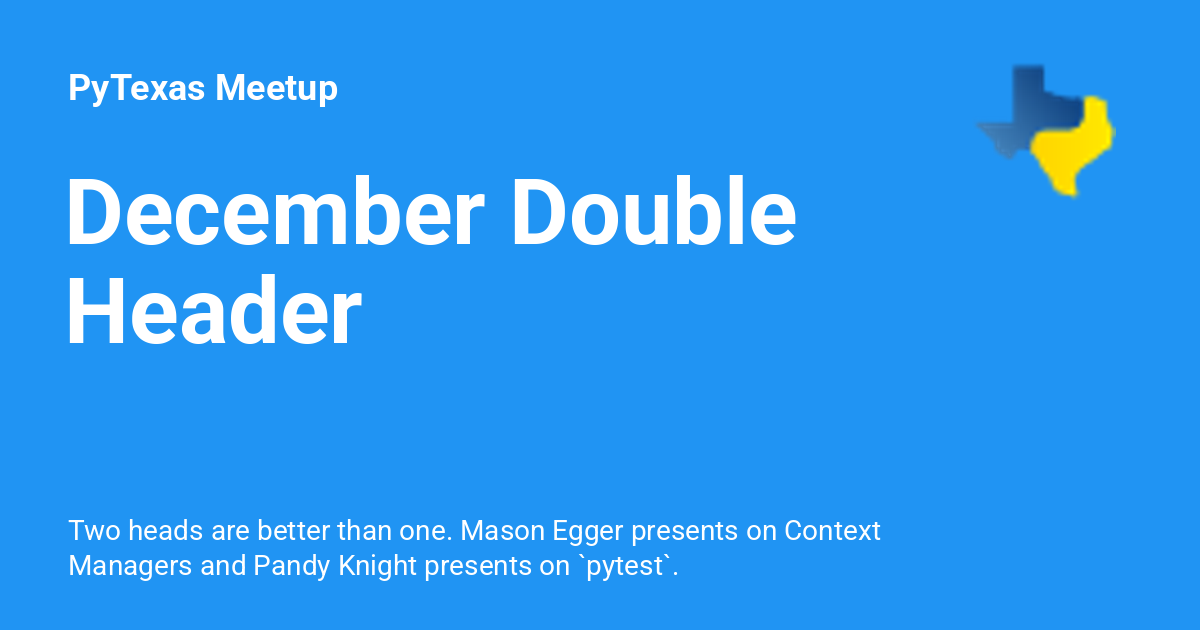 PyTexas Meetup
December Double
Header
Two heads are better than one. Mason Egger presents on Context
Managers and Pandy Knight presents on `pytest`.